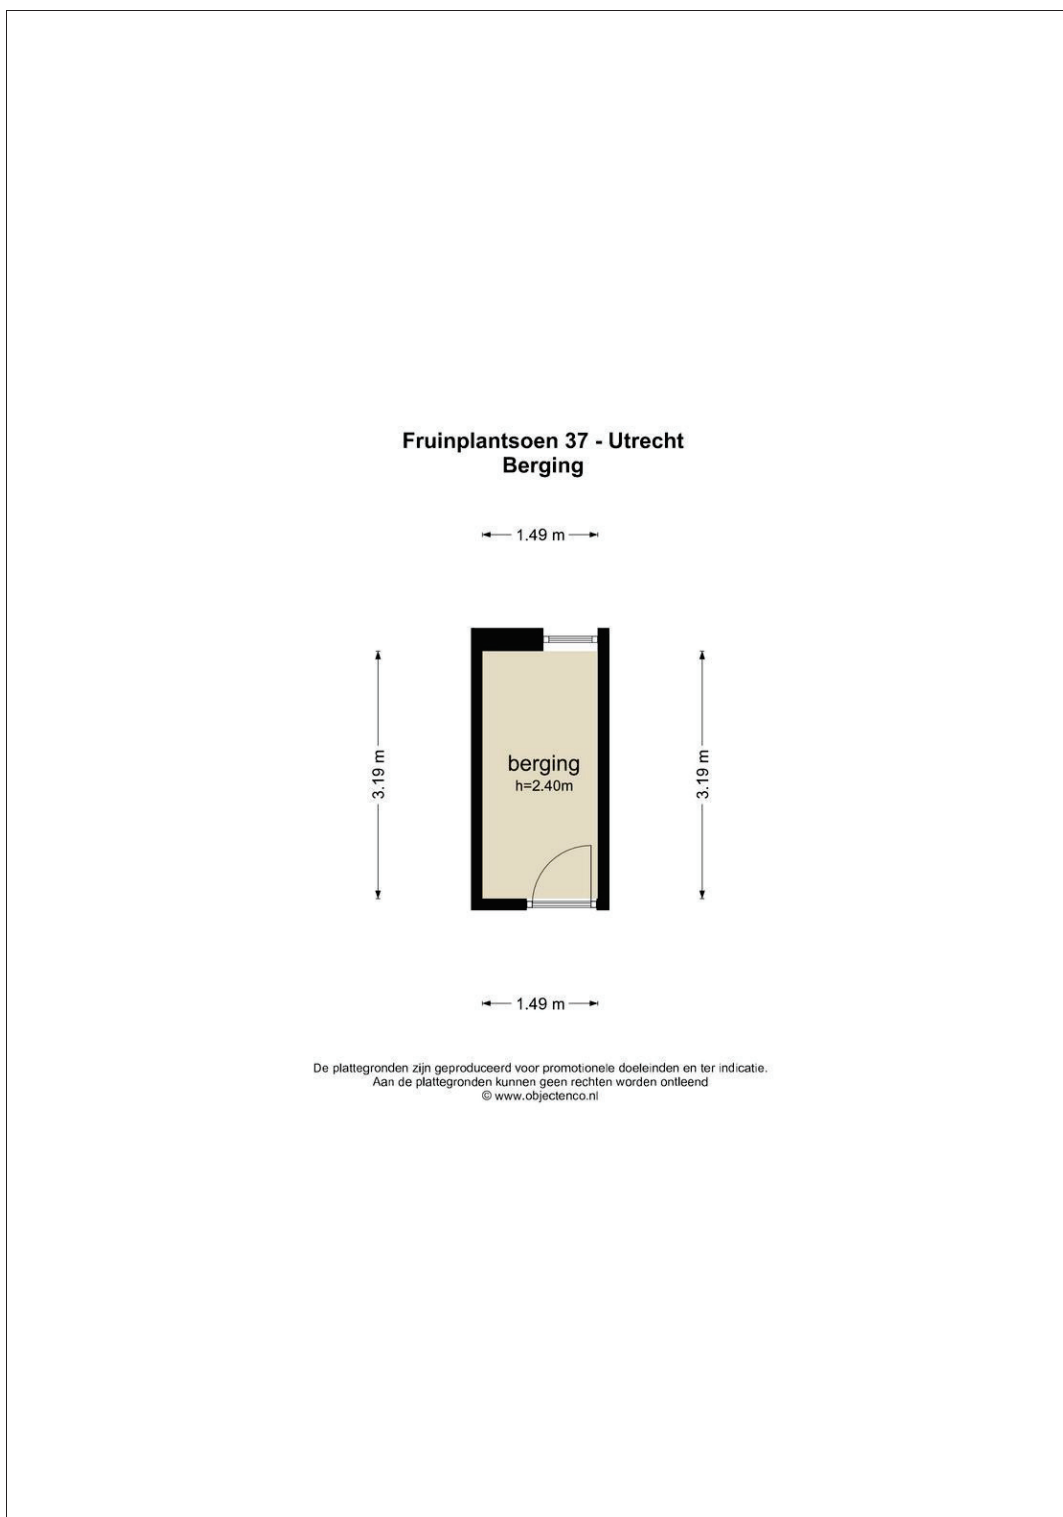 Fruinplantsoen 37 - Utrecht
Berging
1.49 m
3.19 m
berging
h=2.40m
3.19 m
1.49 m
De plattegronden zijn geproduceerd voor promotionele doeleinden en ter indicatie.
Aan de plattegronden kunnen geen rechten worden ontleend
© www.objectenco.nl